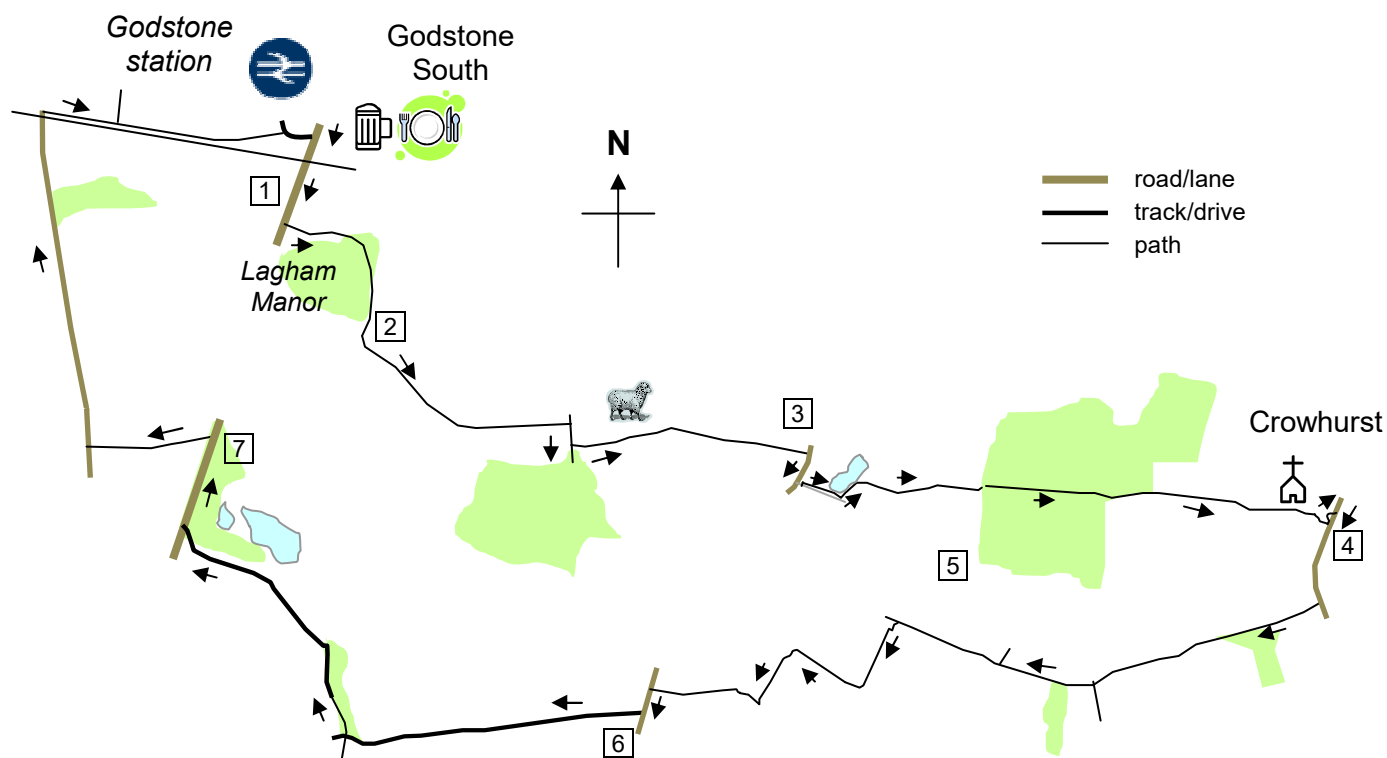 Godstone
station
Godstone
South
N
road/lane
track/drive
path
1
Lagham
Manor
2
3
Crowhurst
7
4
5
6